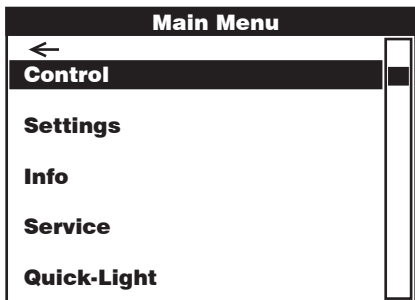 Main Menu
←
Control
Settings
Info
Service
Quick-Light